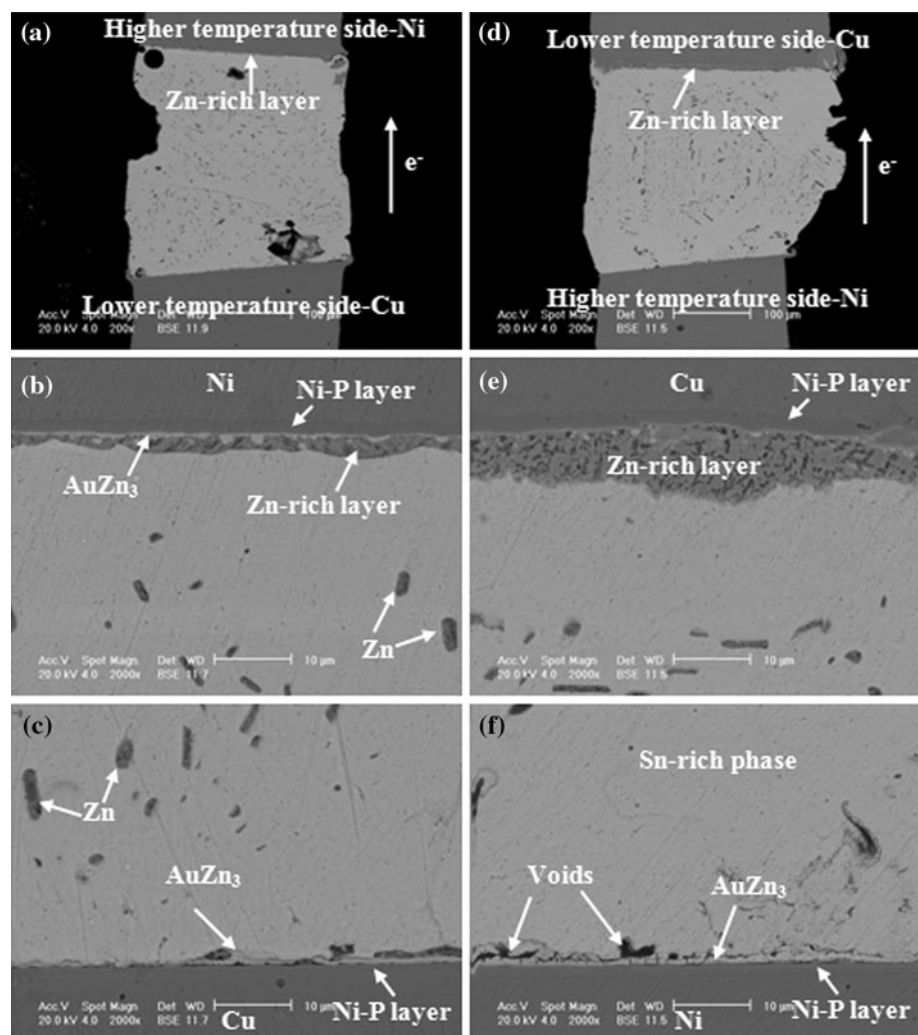 (a)
Higher temperature side-Ni
Zn-rich layer
e-
Lower temperature side-Cu
Acc.V Spot Magn Det WD 100 μm
20.0 kV 4.0 200x BSE 11.9
(d)
Lower temperature side-Cu
Zn-rich layer
e-
Higher temperature side-Ni
Acc.V Spot Magn Det WD 100 μm
20.0 kV 4.0 200x BSE 11.5
(b)
Ni
Ni-P layer
AuZn₃
Zn-rich layer
Zn
Acc.V Spot Magn Det WD 10 μm
20.0 kV 4.0 2000x BSE 11.7
(e)
Cu
Ni-P layer
Zn-rich layer
Acc.V Spot Magn Det WD 10 μm
20.0 kV 4.0 2000x BSE 11.5
(c)
Zn
AuZn₃
Ni-P layer
Acc.V Spot Magn Det WD 10 μm
20.0 kV 4.0 2000x BSE 11.7
Cu
(f)
Sn-rich phase
Voids
AuZn₃
Ni-P layer
Acc.V Spot Magn Det WD 10 μm
20.0 kV 4.0 2000x BSE 11.5
Ni